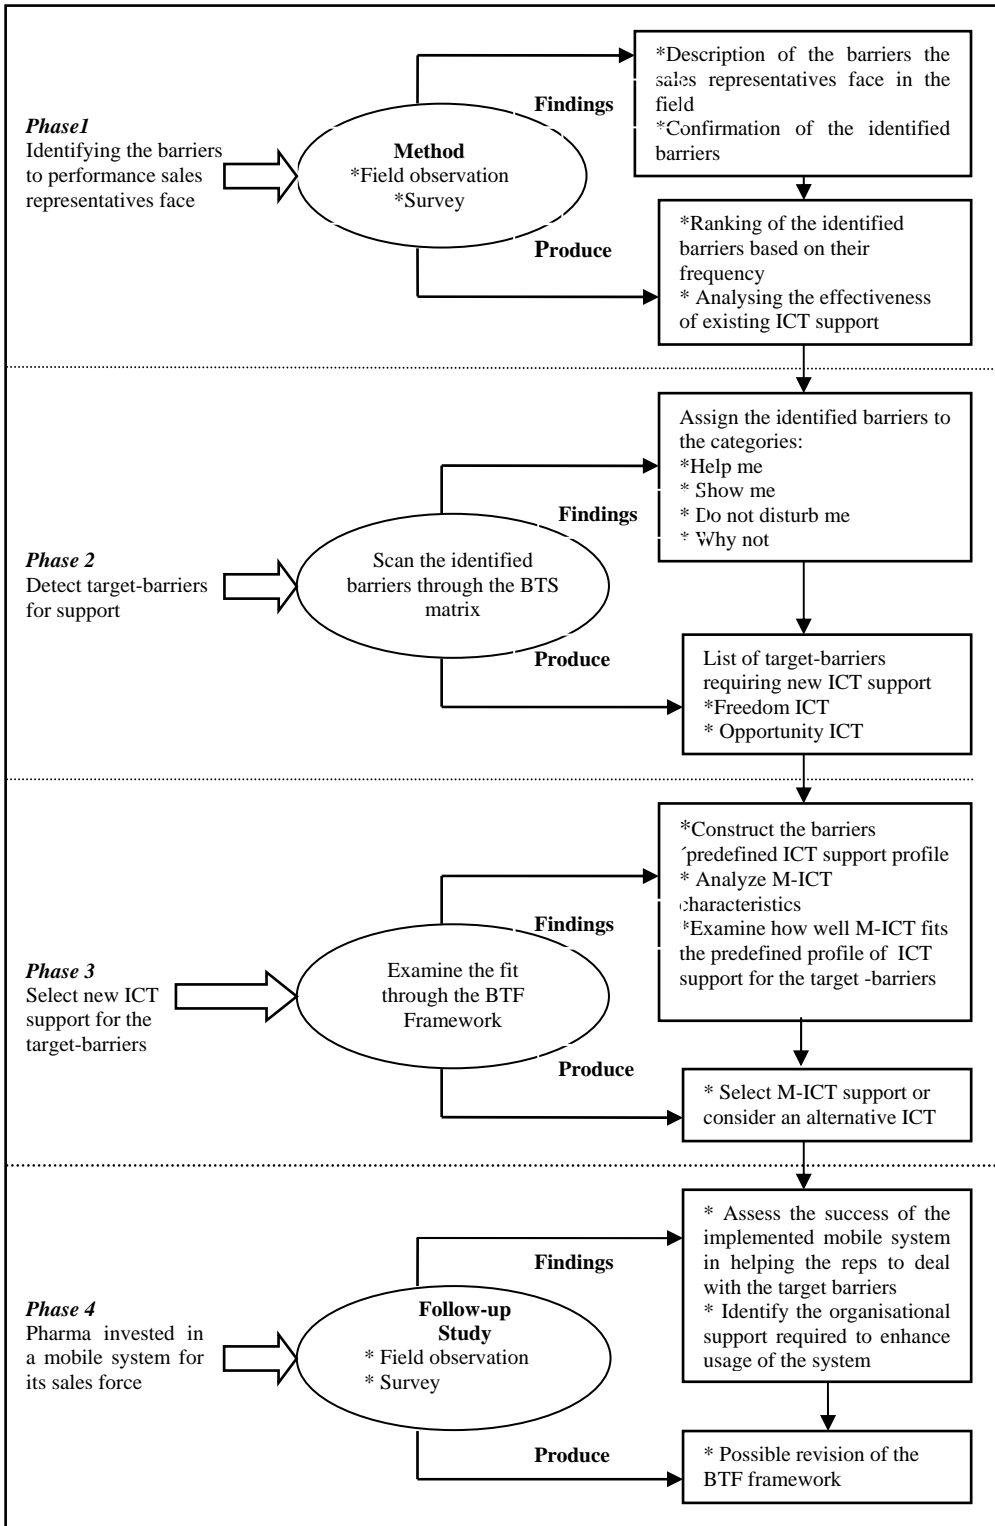 Phase1
Identifying the barriers
to performance sales
representatives face
Method
*Field observation
*Survey
Findings
Produce
*Description of the barriers the
sales representatives face in the
field
*Confirmation of the identified
barriers
*Ranking of the identified
barriers based on their
frequency
* Analysing the effectiveness
of existing ICT support
Phase 2
Detect target-barriers
for support
Scan the identified
barriers through the BTS
matrix
Findings
Produce
Assign the identified barriers to
the categories:
*Help me
* Show me
* Do not disturb me
* Why not
List of target-barriers
requiring new ICT support
*Freedom ICT
* Opportunity ICT
Phase 3
Select new ICT
support for the
target-barriers
Examine the fit
through the BTF
Framework
Findings
Produce
*Construct the barriers
´predefined ICT support profile
* Analyze M-ICT
characteristics
*Examine how well M-ICT fits
the predefined profile of ICT
support for the target -barriers
* Select M-ICT support or
consider an alternative ICT
Phase 4
Pharma invested in
a mobile system for
its sales force
Follow-up
Study
* Field observation
* Survey
Findings
Produce
* Assess the success of the
implemented mobile system
in helping the reps to deal
with the target barriers
* Identify the organisational
support required to enhance
usage of the system
* Possible revision of the
BTF framework